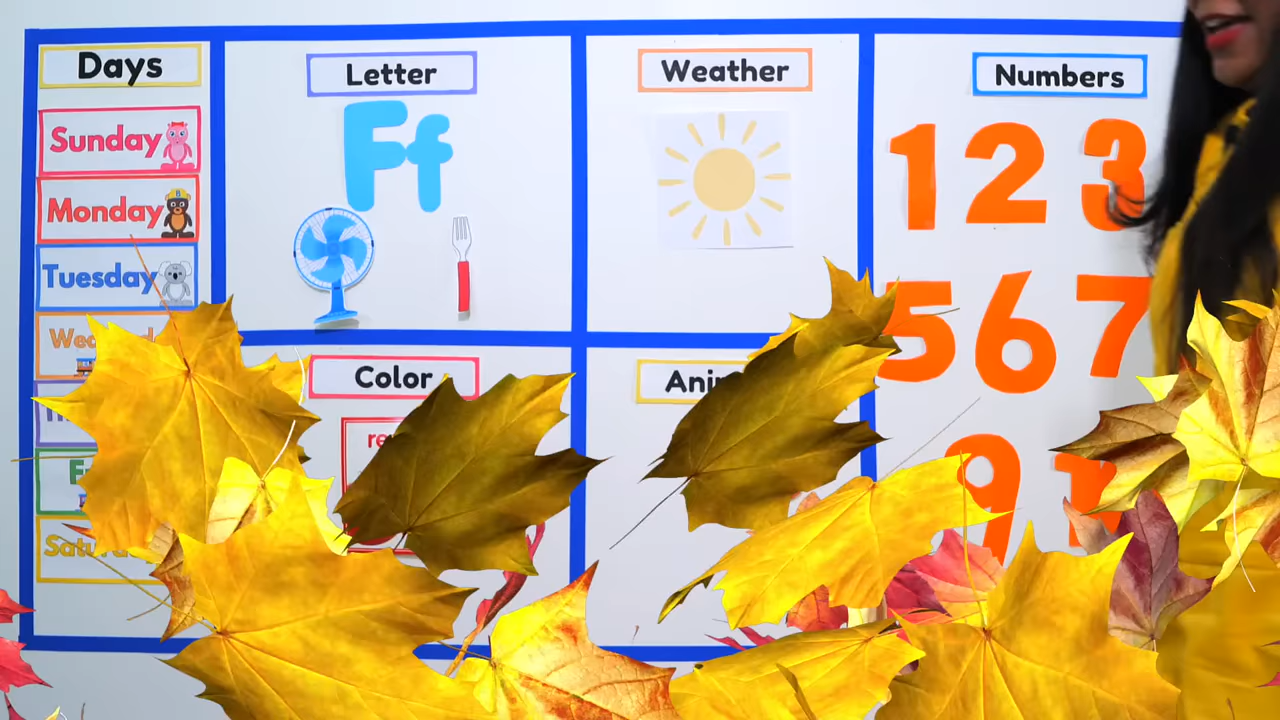 Days
Sunday
Monday
Tuesday
Letter
Ff
Color
Weather
Numbers
1 2 3
5 6 7
9